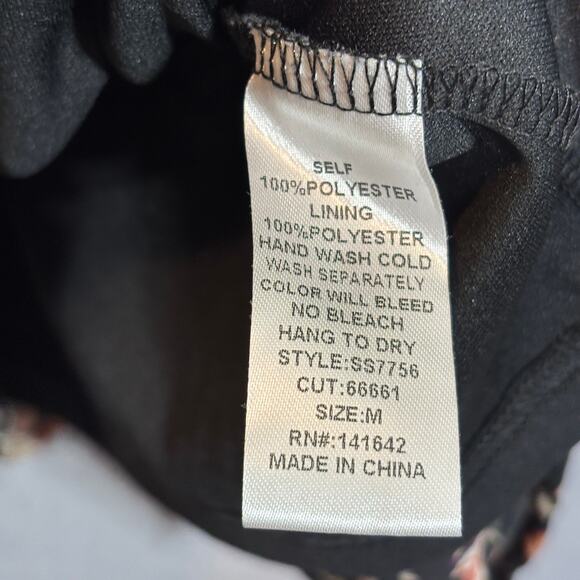 SELF
100%POLYESTER
LINING
100%POLYESTER
HAND WASH COLD
WASH SEPARATELY
COLOR WILL BLEED
NO BLEACH
HANG TO DRY
STYLE:SS7756
CUT:66661
SIZE:M
RN#:141642
MADE IN CHINA